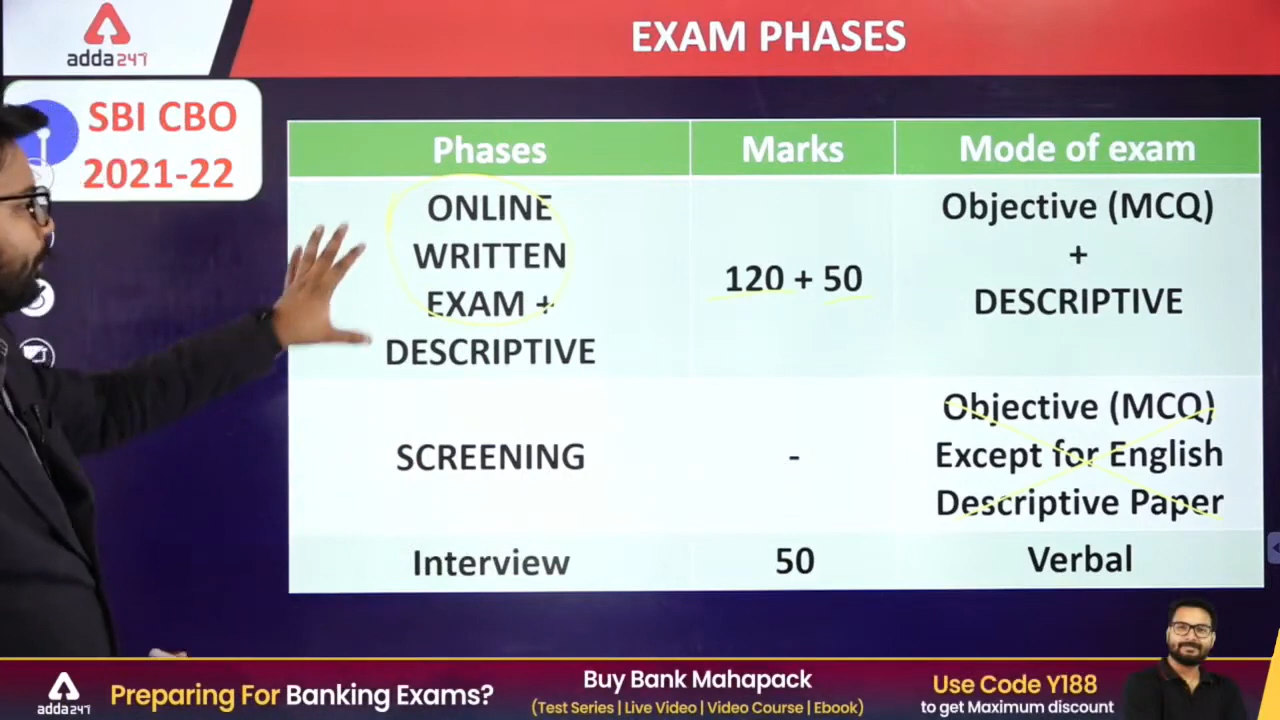 EXAM PHASES
adda247
SBI CBO
2021-22
Phases
Marks
Mode of exam
ONLINE
WRITTEN
EXAM +
DESCRIPTIVE
120 + 50
Objective (MCQ)
+
DESCRIPTIVE
SCREENING
-
Objective (MCQ)
Except for English
Descriptive Paper
Interview
50
Verbal
adda247
Preparing For Banking Exams?
Buy Bank Mahapack
(Test Series | Live Video | Video Course | Ebook)
Use Code Y188
to get Maximum discount